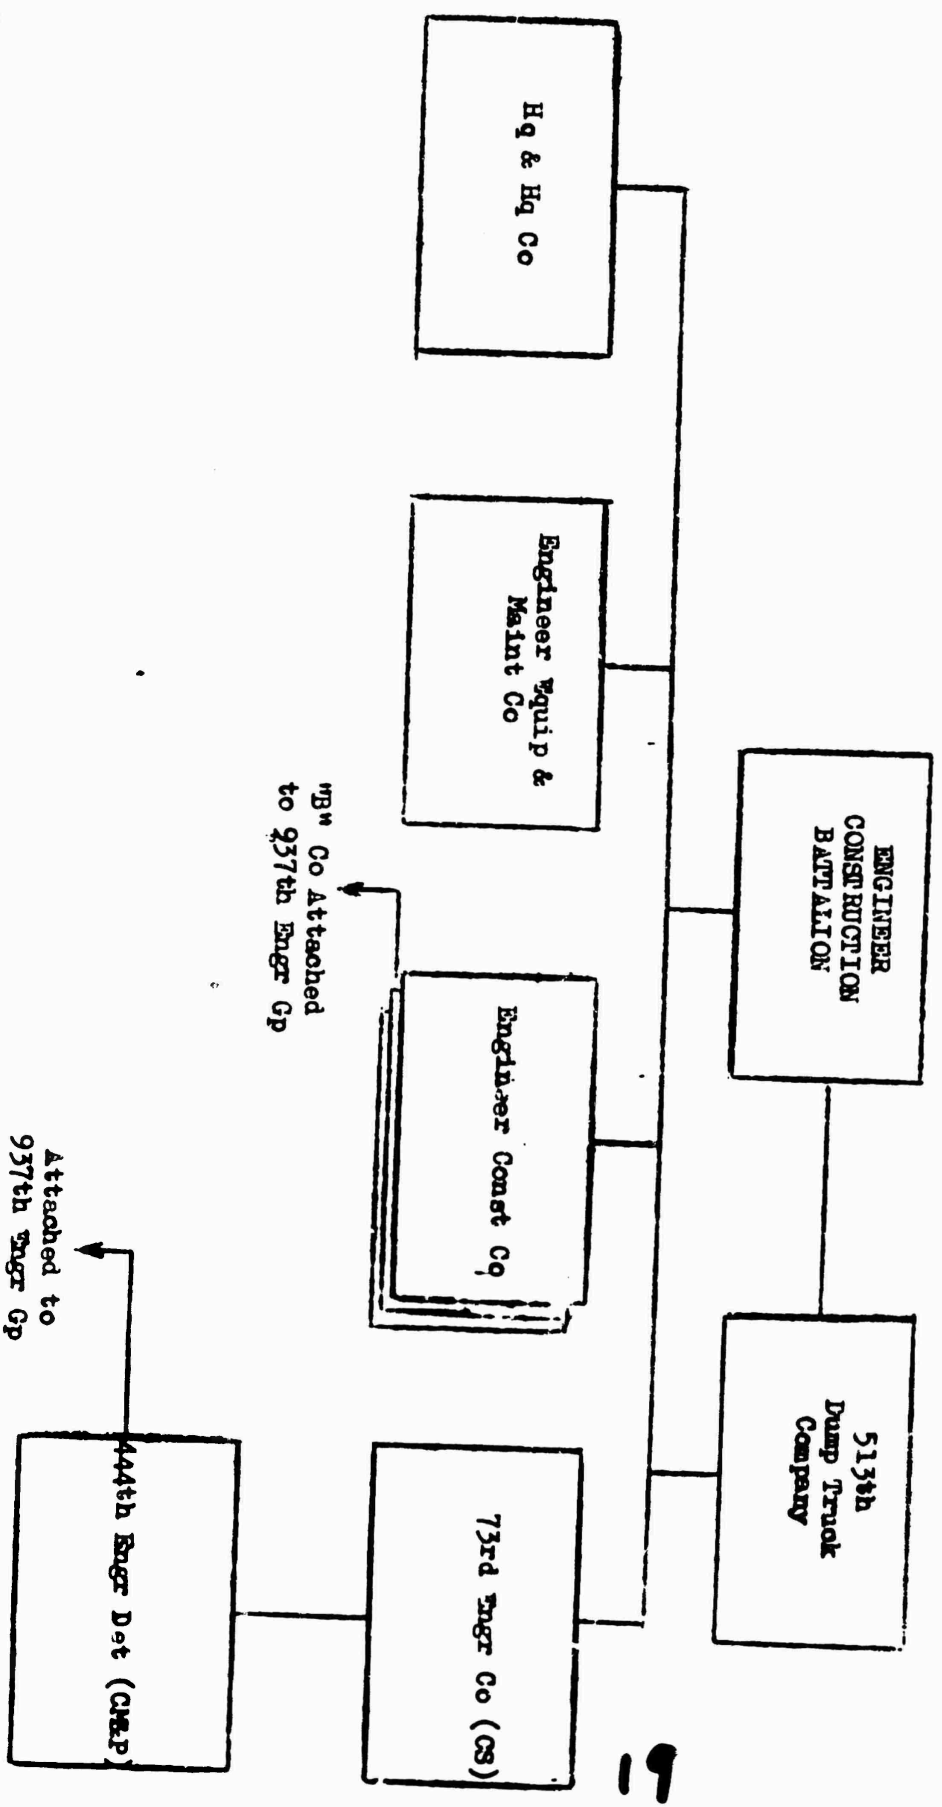 ENGINEER
CONSTRUCTION
BATTALION
513th
Dump Truck
Company
Hq & Hq Co
Engineer Equip &
Maint Co
Engineer Const Co
73rd Engr Co (CS)
"B" Co Attached
to 937th Engr Gp
444th Engr Det (CM&P)
Attached to
937th Engr Gp
19